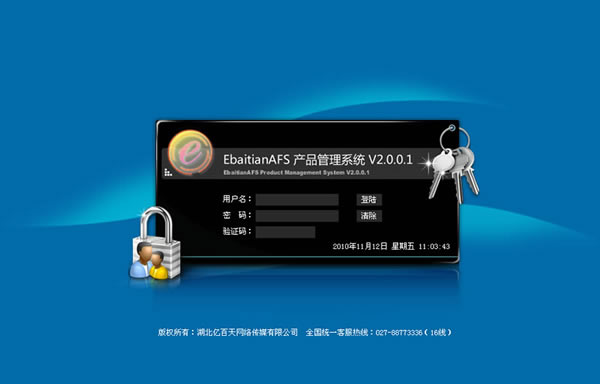 EbaitianAFS 产品管理系统 V2.0.0.1
EbaitianAFS Product Management System V2.0.0.1
用户名： 登陆
密 码： 清除
验证码：
2010年11月12日 星期五 11:03:43
版权所有：湖北亿百天网络传媒有限公司 全国统一客服热线:027-88773336（16线）